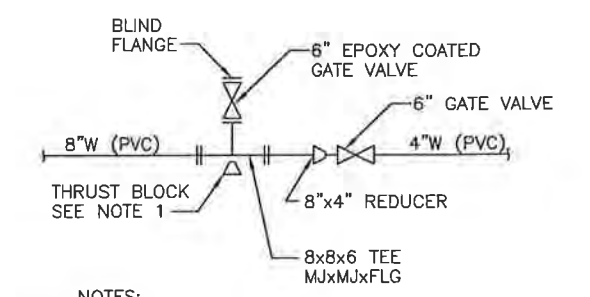 BLIND
FLANGE
6" EPOXY COATED
GATE VALVE
6" GATE VALVE
8"W (PVC)
4"W (PVC)
THRUST BLOCK
SEE NOTE 1
8"x4" REDUCER
8x8x6 TEE
MJxMJxFLG
NOTES: